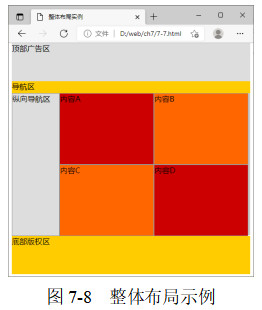 整体布局实例
文件 D:/web/ch7/7-7.html
顶部广告区
导航区
纵向导航区 内容A 内容B
内容C 内容D
底部版权区
图 7-8 整体布局示例